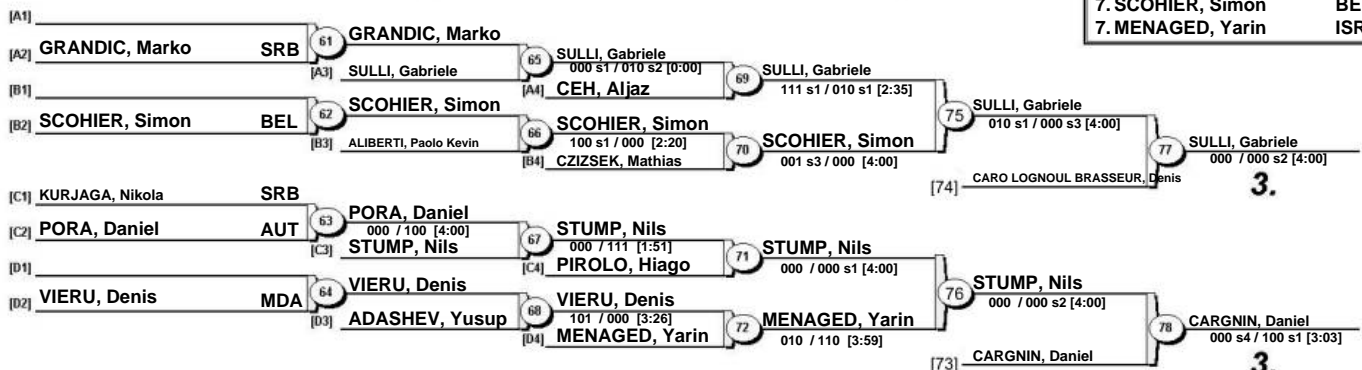 7. SCOHIER, Simon BE
7. MENAGED, Yarin ISR
[A1]
[A2] GRANDIC, Marko SRB
61 GRANDIC, Marko
[A3] SULLI, Gabriele
65 SULLI, Gabriele
000 s1 / 010 s2 [0:00]
[A4] CEH, Aljaz
69 SULLI, Gabriele
111 s1 / 010 s1 [2:35]
[B1]
[B2] SCOHIER, Simon BEL
62 SCOHIER, Simon
[B3] ALIBERTI, Paolo Kevin
66 SCOHIER, Simon
100 s1 / 000 [2:20]
[B4] CZIZSEK, Mathias
70 SCOHIER, Simon
001 s3 / 000 [4:00]
75 SULLI, Gabriele
010 s1 / 000 s3 [4:00]
[74] CARO LOGNOUL BRASSEUR, Denis
77 SULLI, Gabriele
000 / 000 s2 [4:00]
3.
[C1] KURJAGA, Nikola SRB
[C2] PORA, Daniel AUT
63 PORA, Daniel
000 / 100 [4:00]
[C3] STUMP, Nils
67 STUMP, Nils
000 / 111 [1:51]
[C4] PIROLO, Hiago
71 STUMP, Nils
000 / 000 s1 [4:00]
[D1]
[D2] VIERU, Denis MDA
64 VIERU, Denis
[D3] ADASHEV, Yusup
68 VIERU, Denis
101 / 000 [3:26]
[D4] MENAGED, Yarin
72 MENAGED, Yarin
010 / 110 [3:59]
76 STUMP, Nils
000 / 000 s2 [4:00]
[73] CARGNIN, Daniel
78 CARGNIN, Daniel
000 s4 / 100 s1 [3:03]
3.